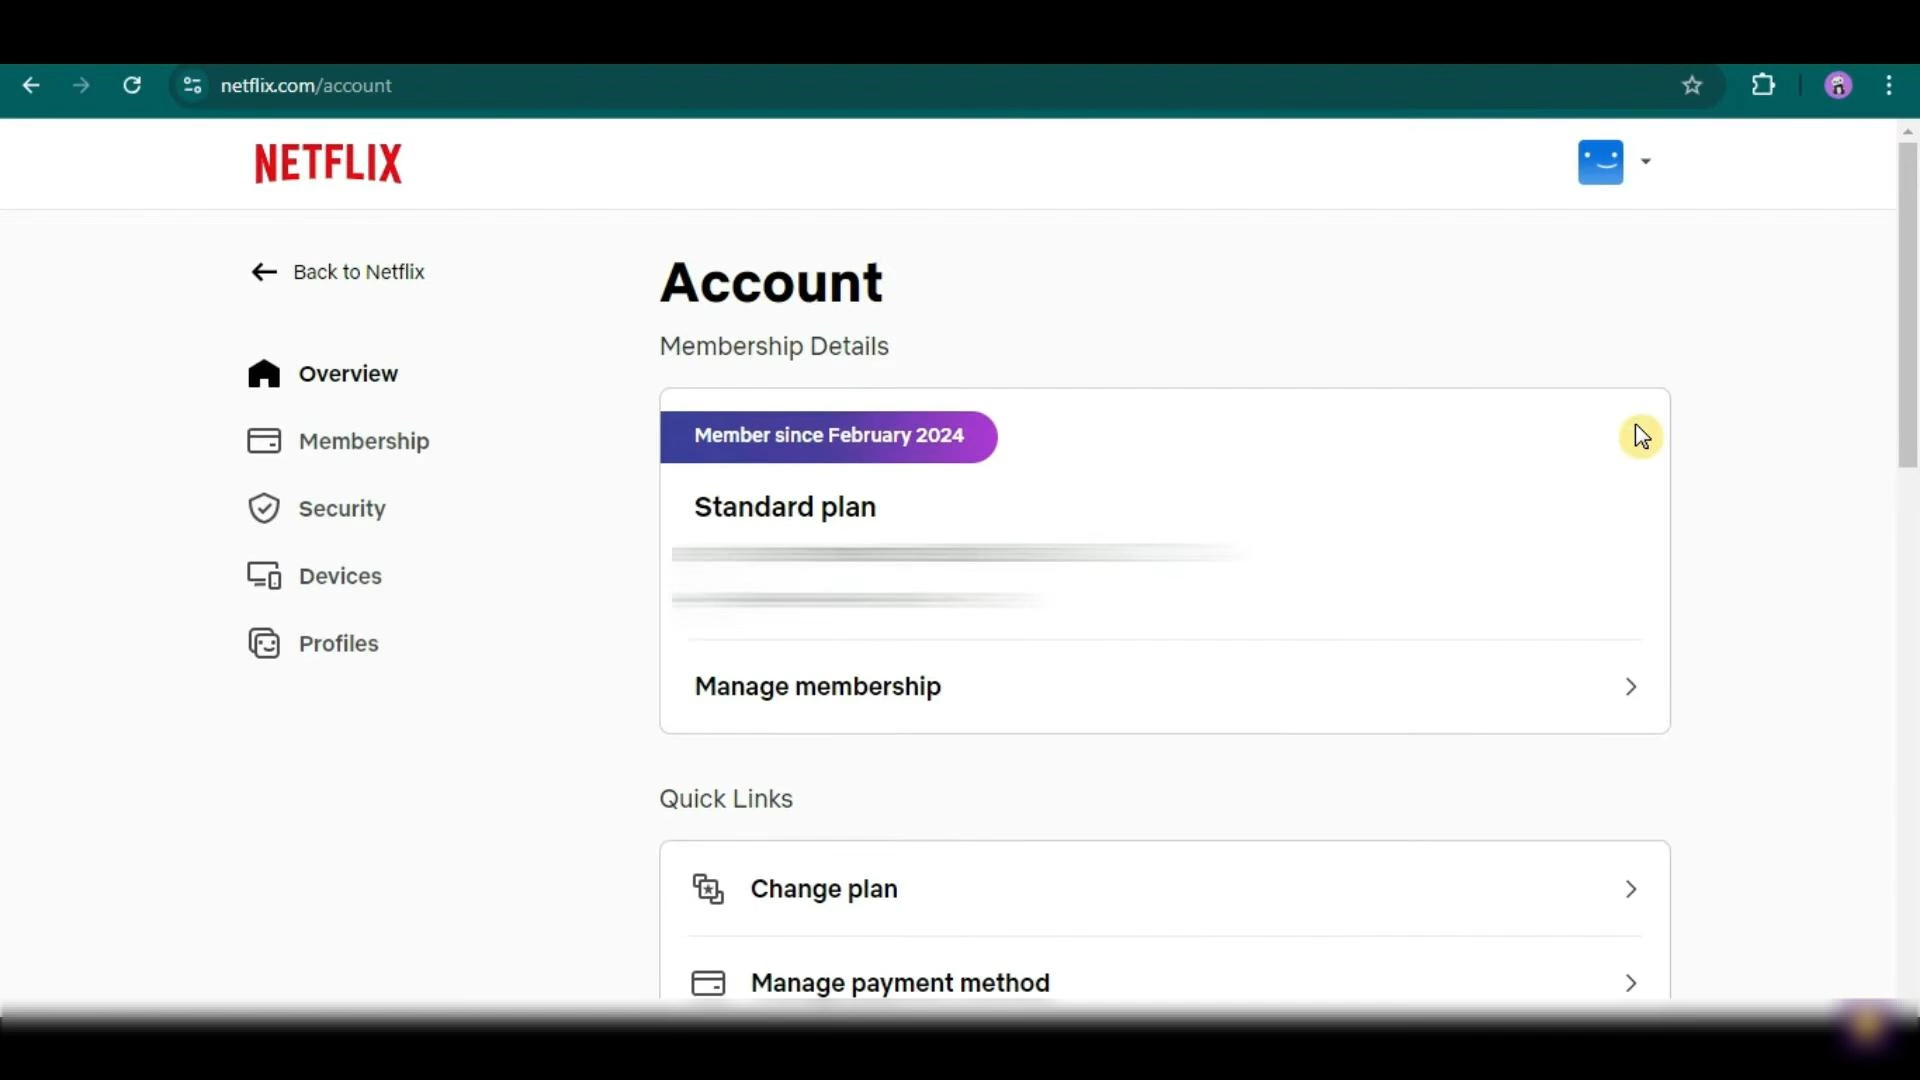 netflix.com/account
NETFLIX
Back to Netflix
Overview
Membership
Security
Devices
Profiles
Account
Membership Details
Member since February 2024
Standard plan
Manage membership
Quick Links
Change plan
Manage payment method